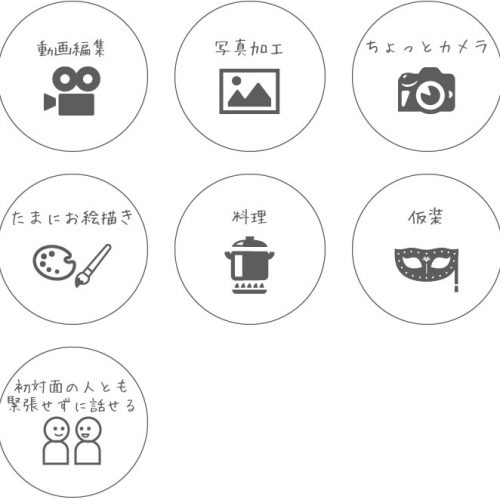 動画編集
写真加工
ちょっとカメラ
たまにお絵描き
料理
仮装
初対面の人とも
緊張せずに話せる